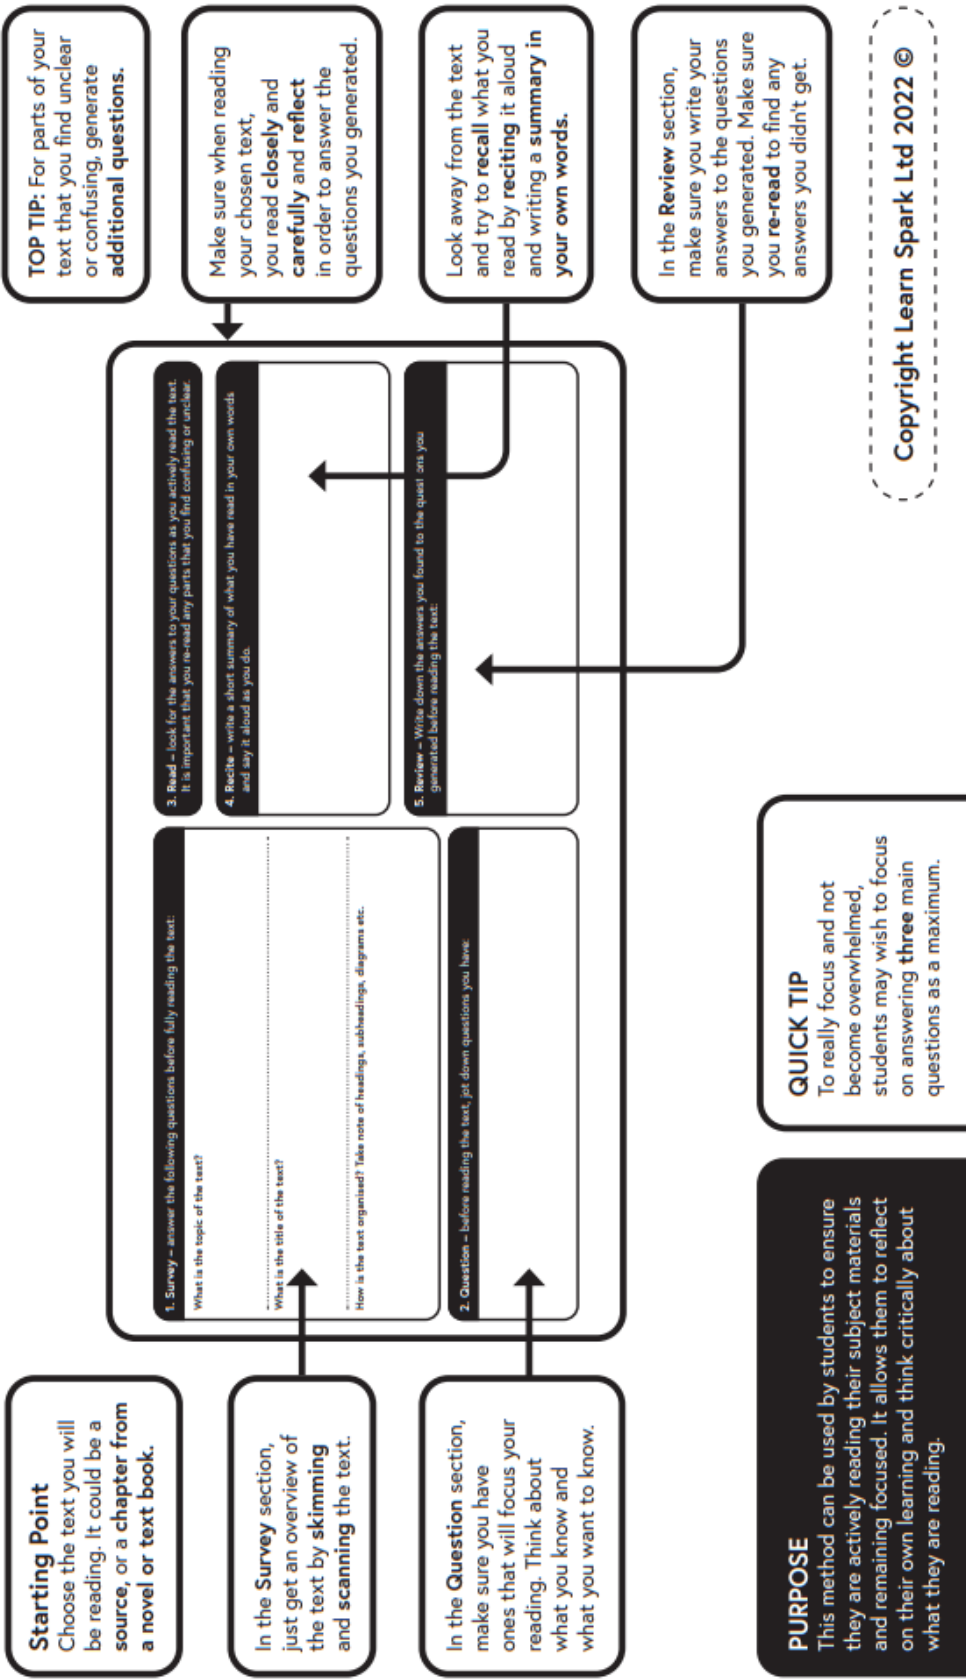 Starting Point
Choose the text you will
be reading. It could be a
source, or a chapter from
a novel or text book.
In the Survey section,
just get an overview of
the text by skimming
and scanning the text.
In the Question section,
make sure you have
ones that will focus your
reading. Think about
what you know and
what you want to know.
1. Survey – answer the following questions before fully reading the text:
What is the topic of the text?
What is the title of the text?
How is the text organised? Take note of headings, subheadings, diagrams etc.
2. Question – before reading the text, jot down questions you have:
3. Read – look for the answers to your questions as you actively read the text.
It is important that you re-read any parts that you find confusing or unclear.
4. Recite – write a short summary of what you have read in your own words
and say it aloud as you do.
5. Review – Write down the answers you found to the quest ons you
generated before reading the text:
TOP TIP: For parts of your
text that you find unclear
or confusing, generate
additional questions.
Make sure when reading
your chosen text,
you read closely and
carefully and reflect
in order to answer the
questions you generated.
Look away from the text
and try to recall what you
read by reciting it aloud
and writing a summary in
your own words.
In the Review section,
make sure you write your
answers to the questions
you generated. Make sure
you re-read to find any
answers you didn't get.
PURPOSE
This method can be used by students to ensure
they are actively reading their subject materials
and remaining focused. It allows them to reflect
on their own learning and think critically about
what they are reading.
QUICK TIP
To really focus and not
become overwhelmed,
students may wish to focus
on answering three main
questions as a maximum.
Copyright Learn Spark Ltd 2022 ©